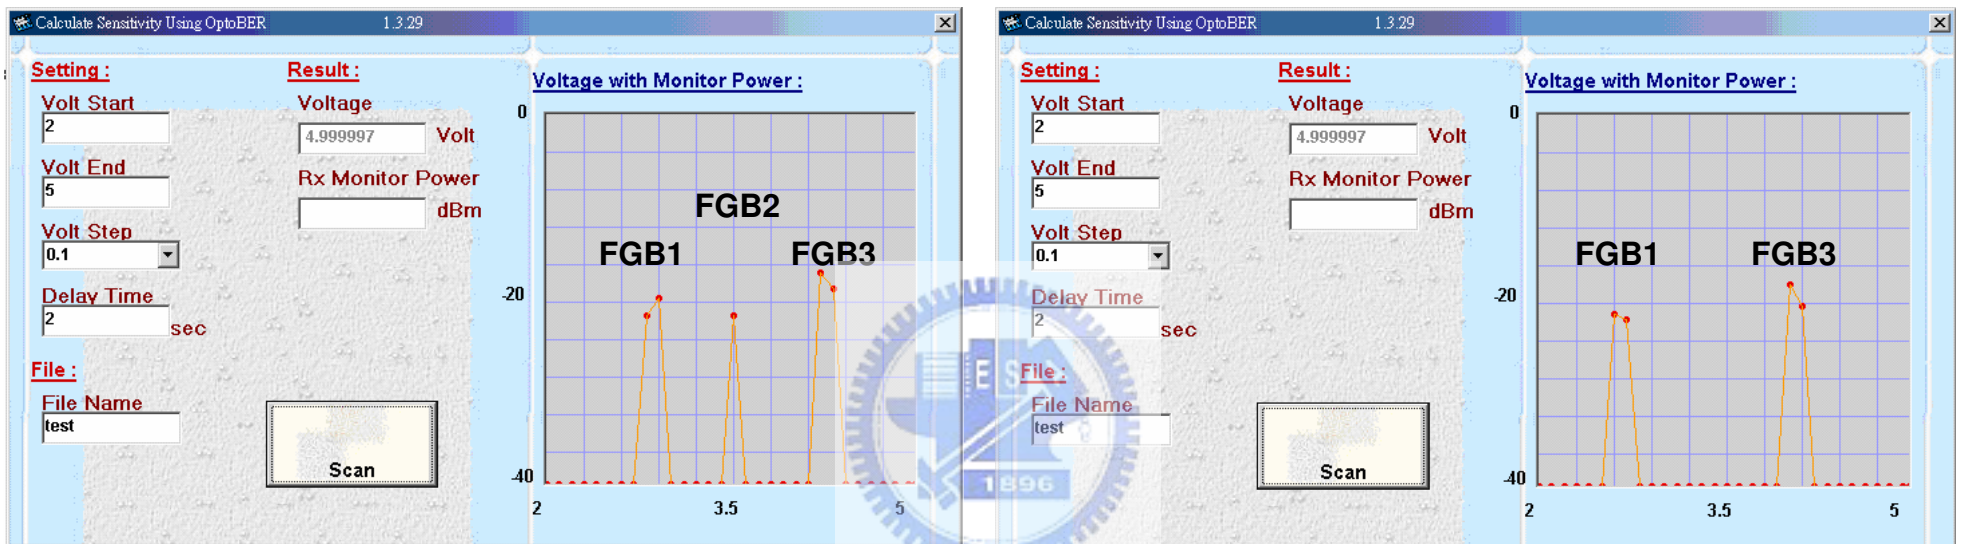 Calculate Sensitivity Using OptoBER 1.3.29
Setting :
Result :
Voltage with Monitor Power :
Volt Start
2
Voltage
4.999997 Volt
Volt End
5
Rx Monitor Power
dBm
Volt Step
0.1
Delay Time
2 sec
File :
File Name
test
Scan
0
-20
-40
2 3.5 5
FGB1
FGB2
FGB3
Calculate Sensitivity Using OptoBER 1.3.29
Setting :
Result :
Voltage with Monitor Power :
Volt Start
2
Voltage
4.999997 Volt
Volt End
5
Rx Monitor Power
dBm
Volt Step
0.1
Delay Time
2 sec
File :
File Name
test
Scan
0
-20
-40
2 3.5 5
FGB1
FGB3
E S
1896